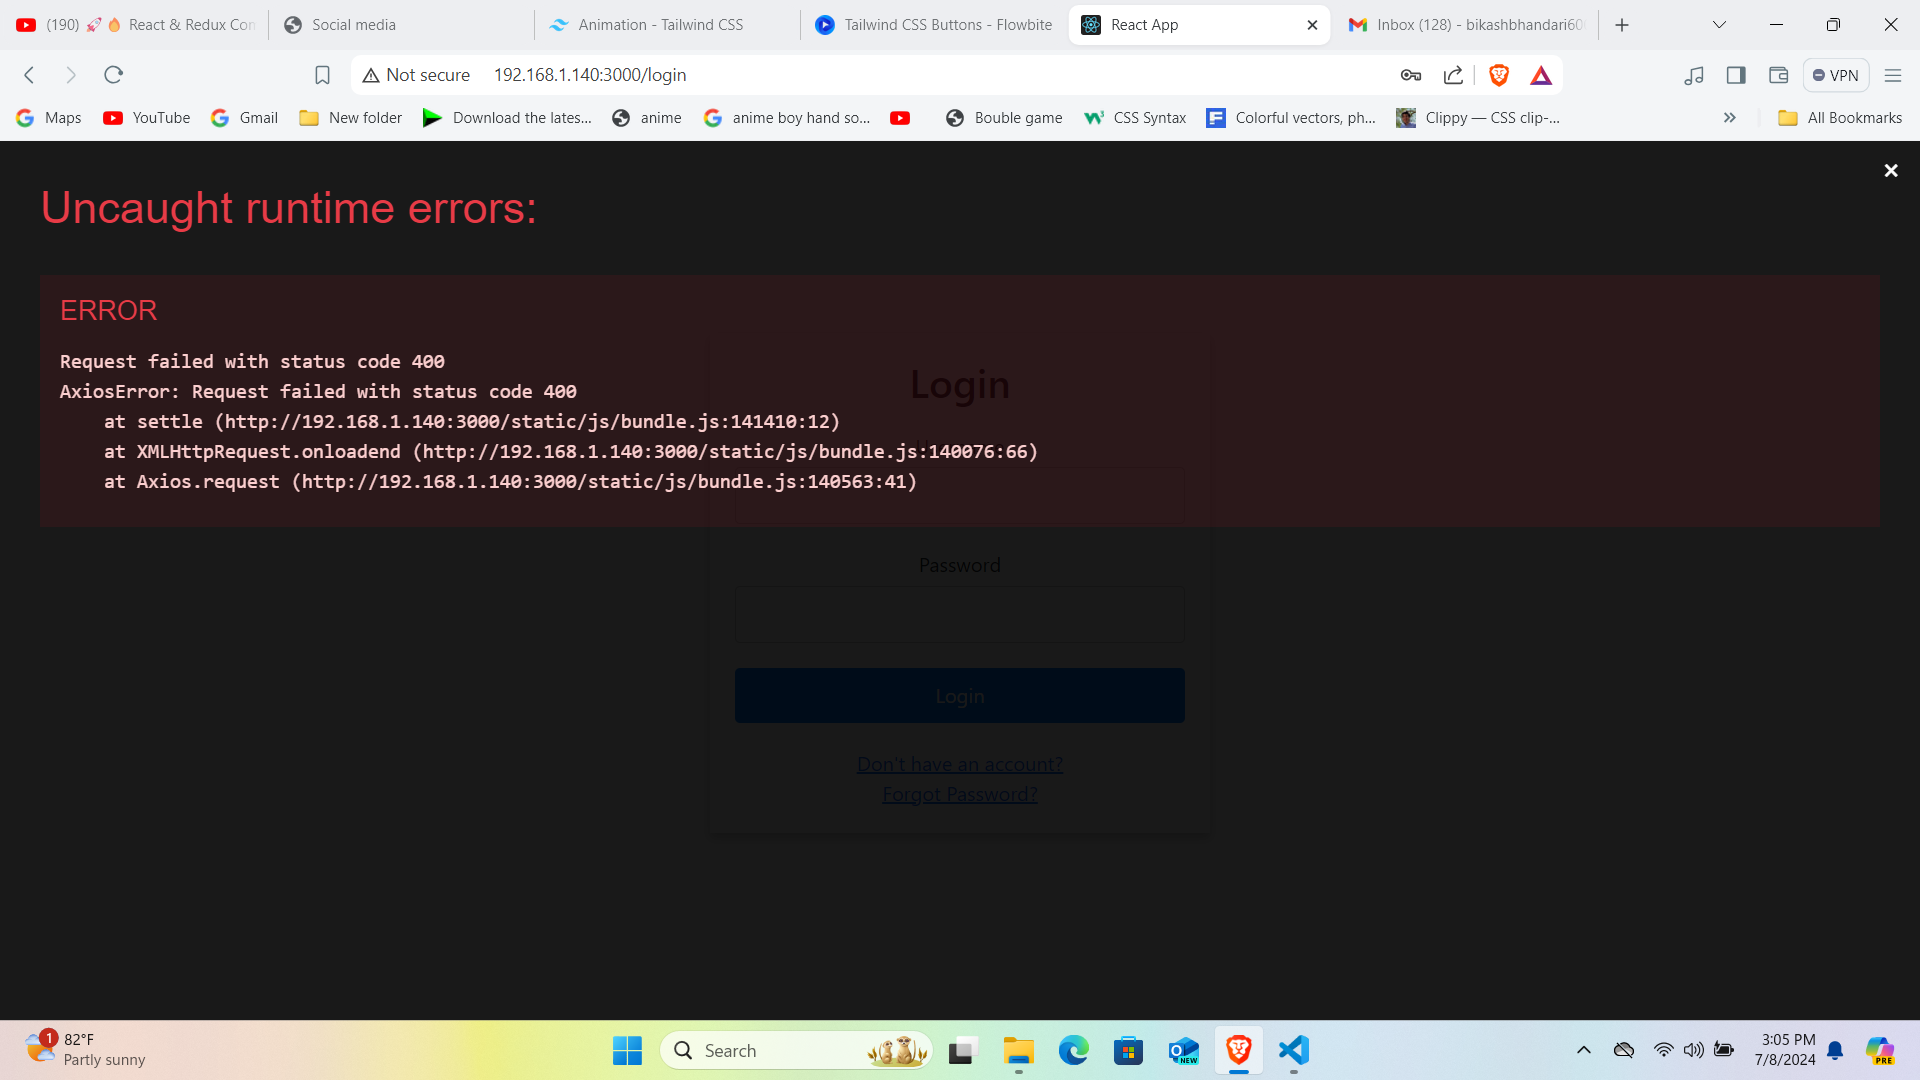 (190) 🚀🔥 React & Redux Con
Social media
Animation - Tailwind CSS
Tailwind CSS Buttons - Flowbite
React App
Inbox (128) - bikashbhandari60
Not secure
192.168.1.140:3000/login
VPN
Maps
YouTube
Gmail
New folder
Download the lates...
anime
anime boy hand so...
Bouble game
CSS Syntax
Colorful vectors, ph...
Clippy — CSS clip-...
All Bookmarks
Uncaught runtime errors:
ERROR
Request failed with status code 400
AxiosError: Request failed with status code 400
at settle (http://192.168.1.140:3000/static/js/bundle.js:141410:12)
at XMLHttpRequest.onloadend (http://192.168.1.140:3000/static/js/bundle.js:140076:66)
at Axios.request (http://192.168.1.140:3000/static/js/bundle.js:140563:41)
Login
Password
Login
Don't have an account?
Forgot Password?
1
82°F
Partly sunny
Search
NEW
3:05 PM
7/8/2024
PRE